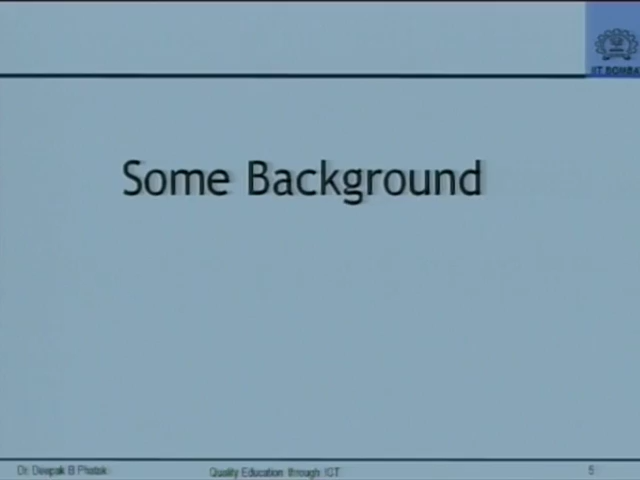 IIT BOMBAY
Some Background
Dr. Deepak B Phatak
Quality Education through ICT
5